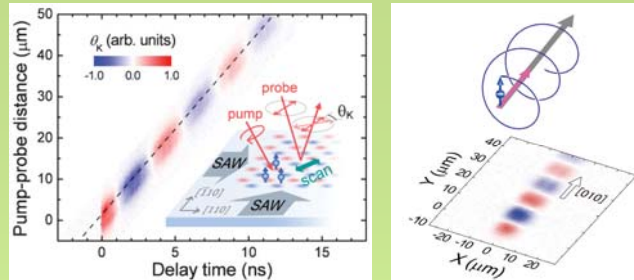 θK (arb. units)
-1.0 0.0 1.0
Pump-probe distance (μm)
50
40
30
20
10
0
0 5 10 15
Delay time (ns)
probe
pump
θK
SAW
SAW
scan
[1̄10]
[110]
40
30
20
10
0
-10
Y (μm)
-20
-10
0
10
20
X (μm)
[010]